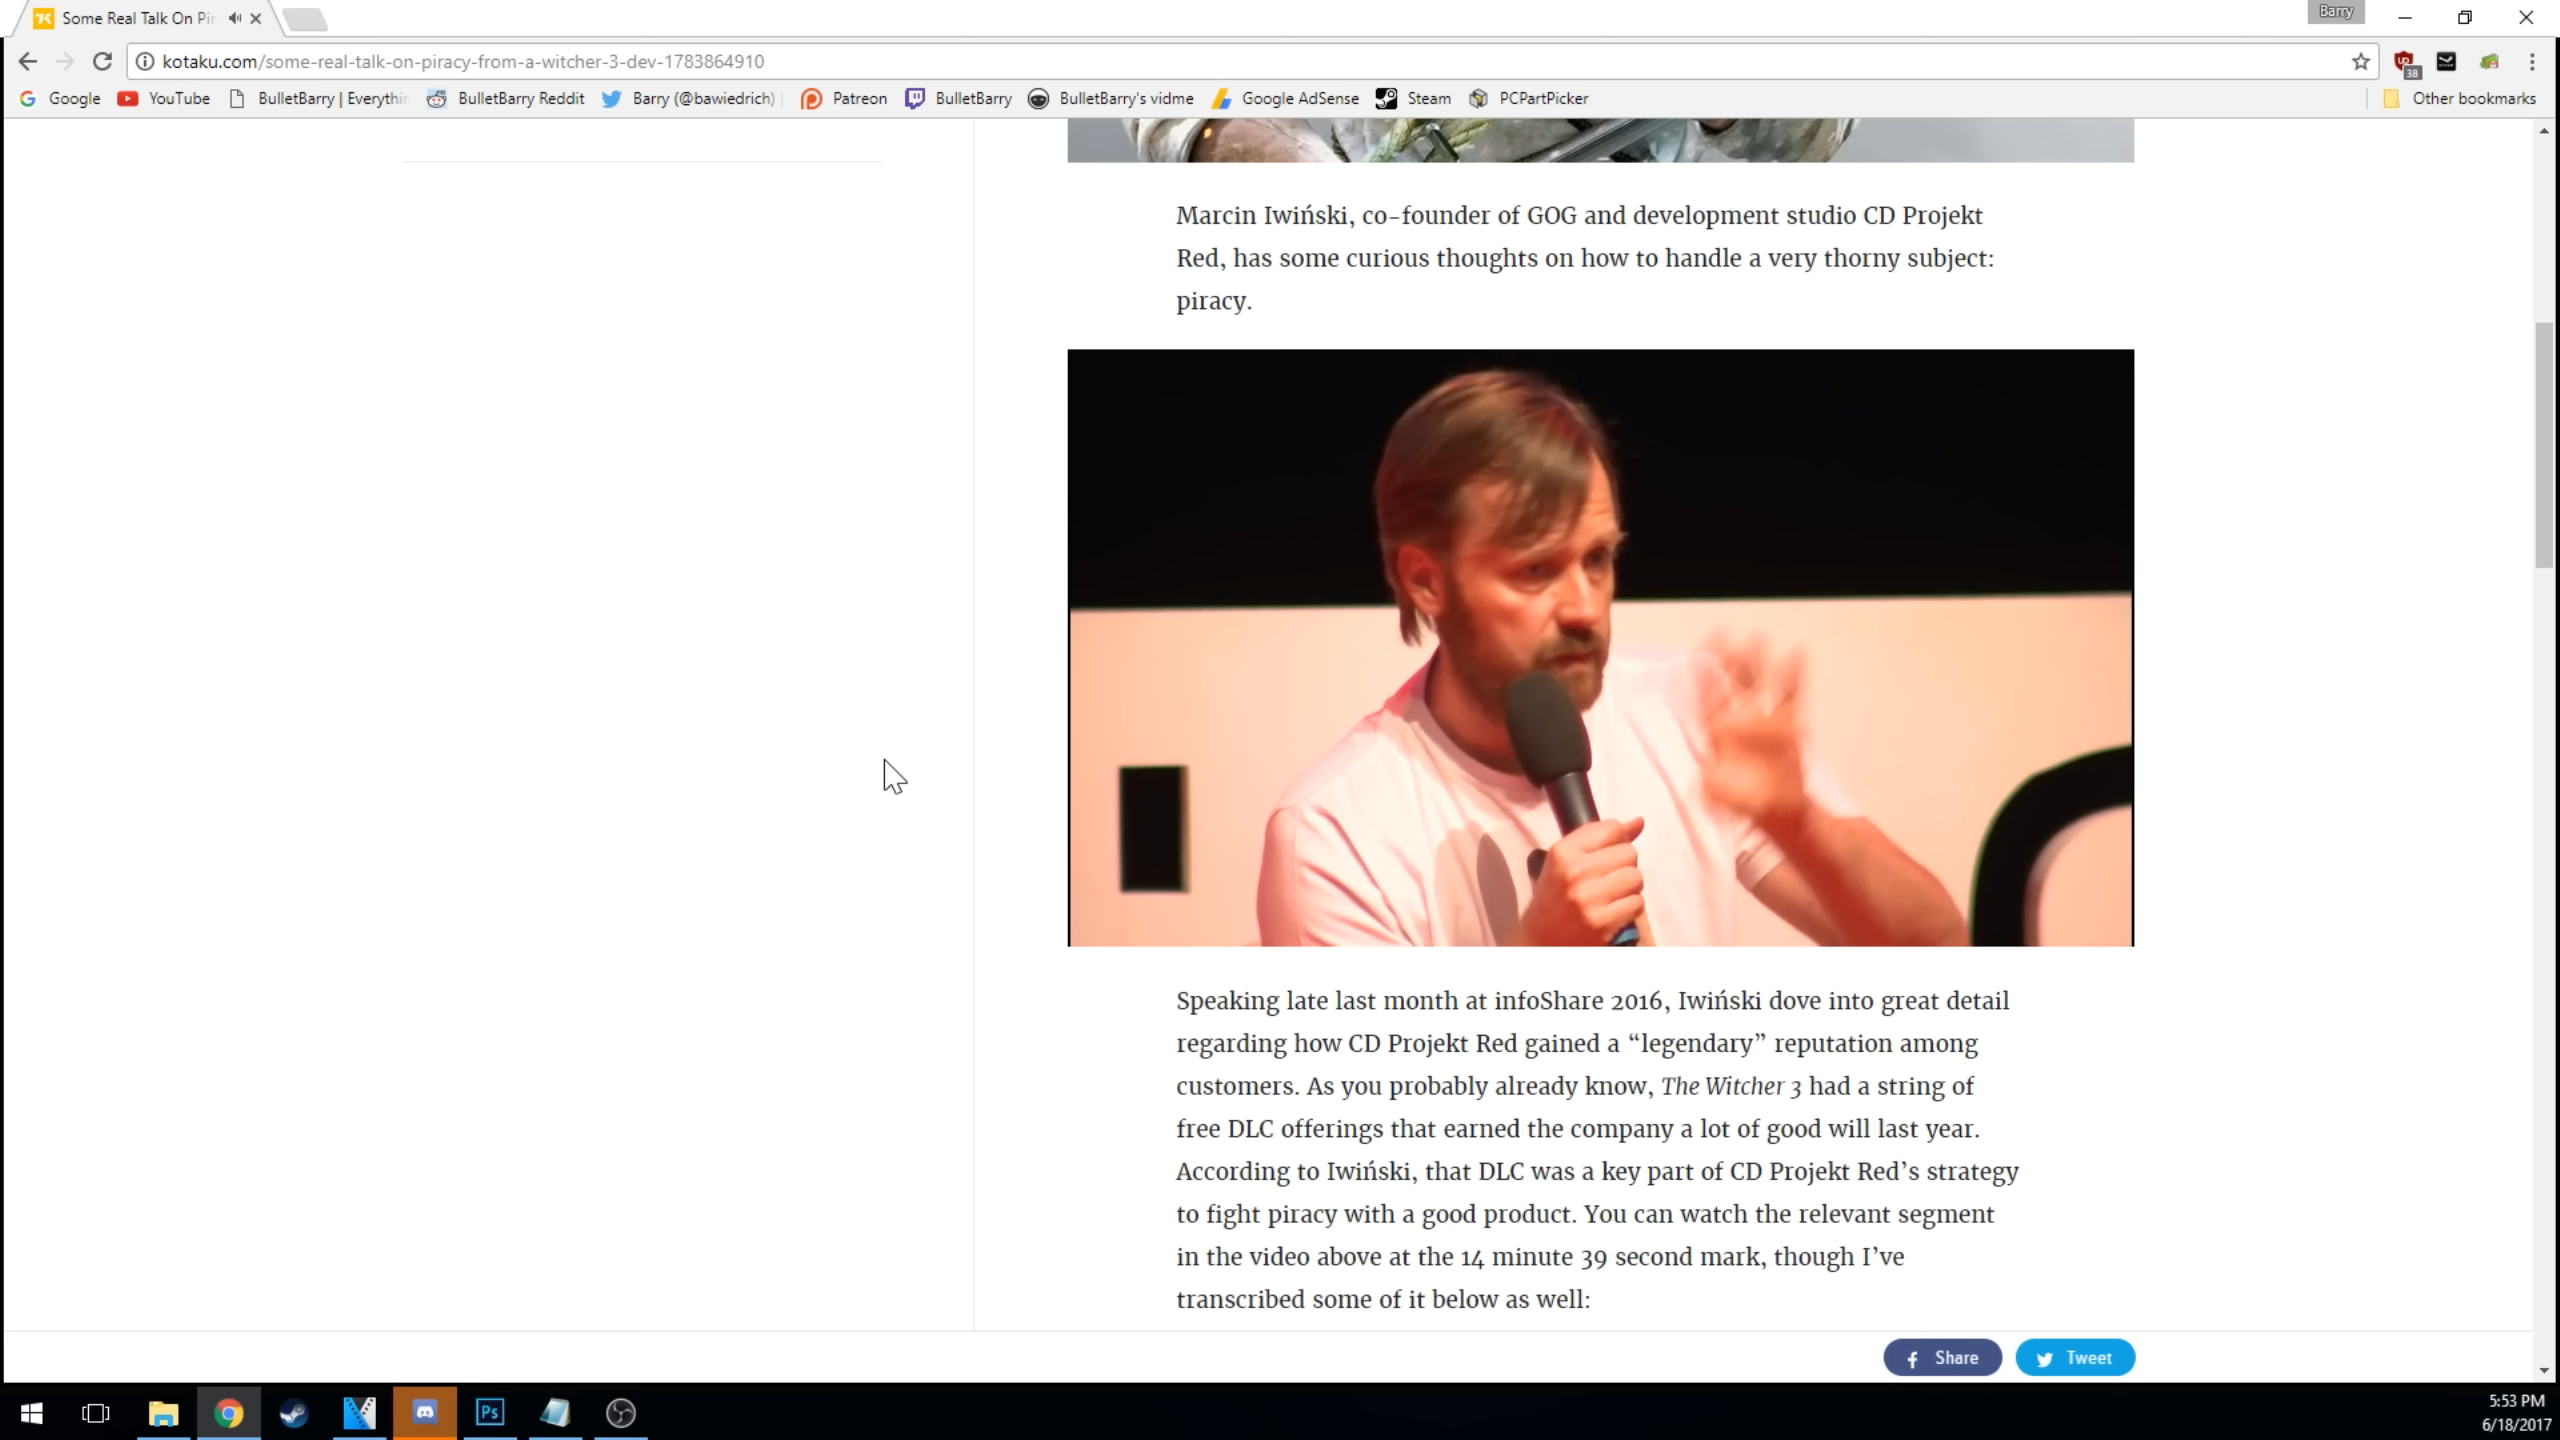 Some Real Talk On Pi
Barry
kotaku.com/some-real-talk-on-piracy-from-a-witcher-3-dev-1783864910
38
Google YouTube BulletBarry | Everythi BulletBarry Reddit Barry (@bawiedrich) Patreon BulletBarry BulletBarry's vidme Google AdSense Steam PCPartPicker Other bookmarks
Marcin Iwiński, co-founder of GOG and development studio CD Projekt
Red, has some curious thoughts on how to handle a very thorny subject:
piracy.
Speaking late last month at infoShare 2016, Iwiński dove into great detail
regarding how CD Projekt Red gained a “legendary” reputation among
customers. As you probably already know, The Witcher 3 had a string of
free DLC offerings that earned the company a lot of good will last year.
According to Iwiński, that DLC was a key part of CD Projekt Red’s strategy
to fight piracy with a good product. You can watch the relevant segment
in the video above at the 14 minute 39 second mark, though I’ve
transcribed some of it below as well:
Share Tweet
Ps
5:53 PM
6/18/2017